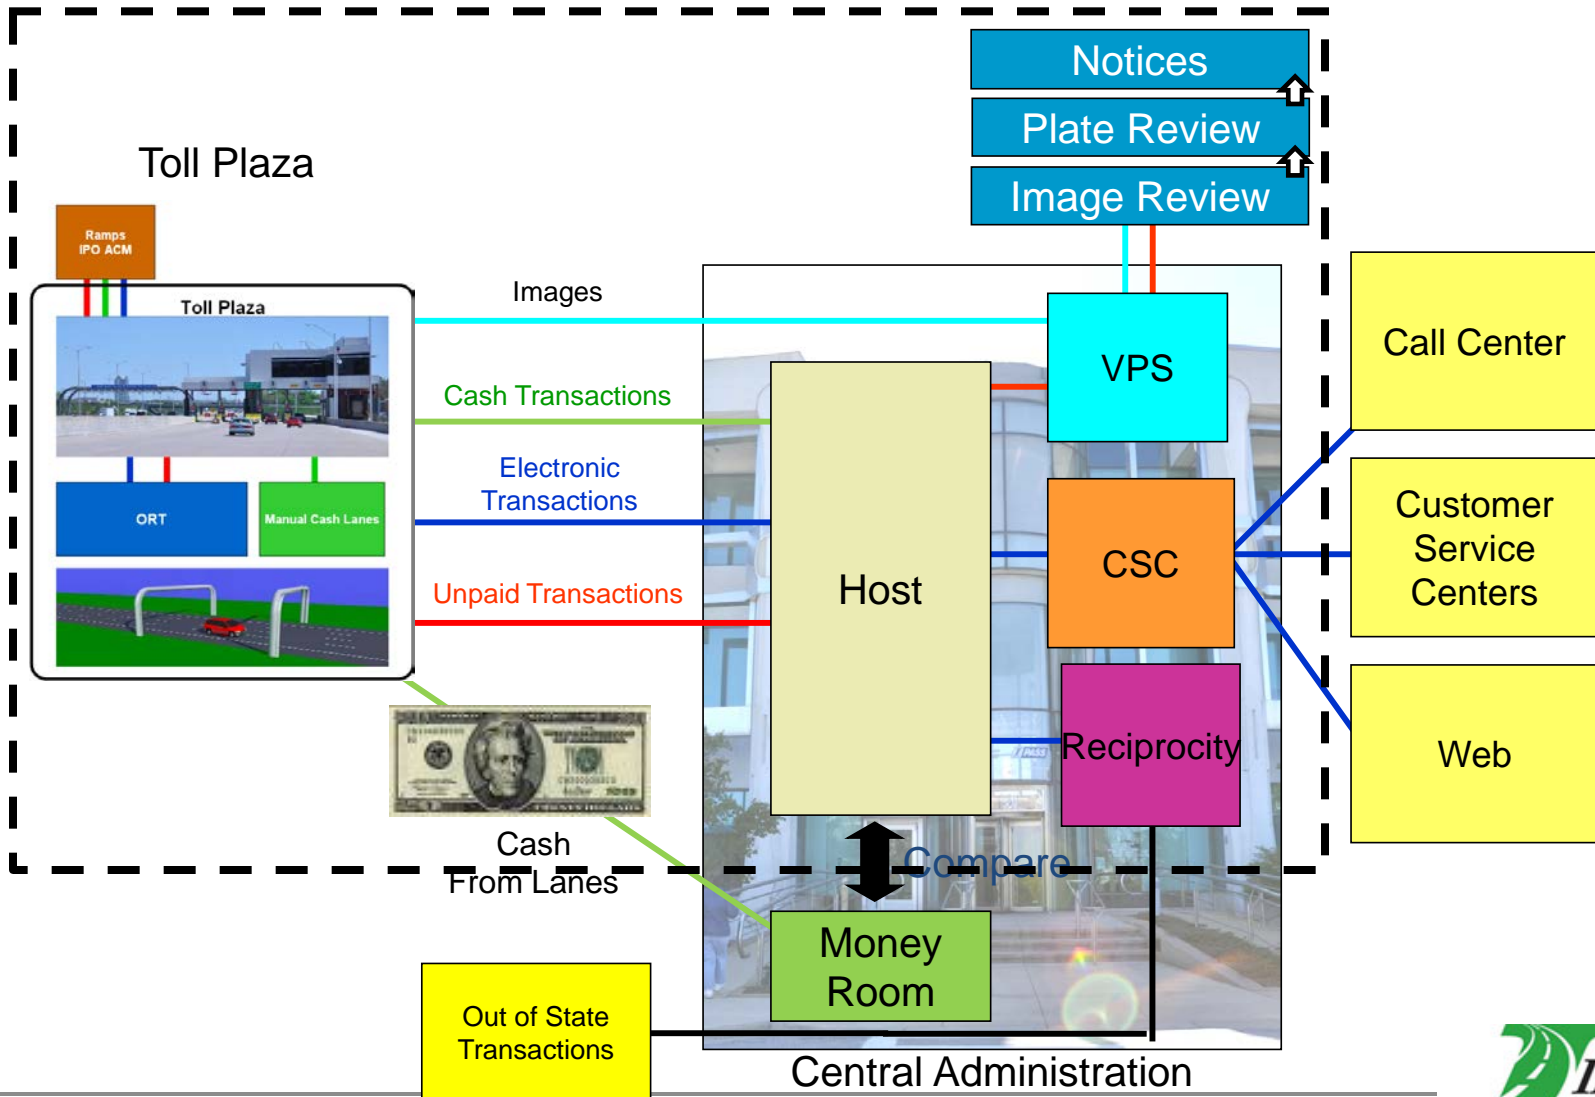 Notices
Plate Review
Image Review
Toll Plaza
Ramps
IPO ACM
Toll Plaza
ORT
Manual Cash Lanes
Images
Cash Transactions
Electronic
Transactions
Unpaid Transactions
Host
VPS
CSC
Reciprocity
Call Center
Customer
Service
Centers
Web
Cash
From Lanes
Compare
Money
Room
Out of State
Transactions
Central Administration